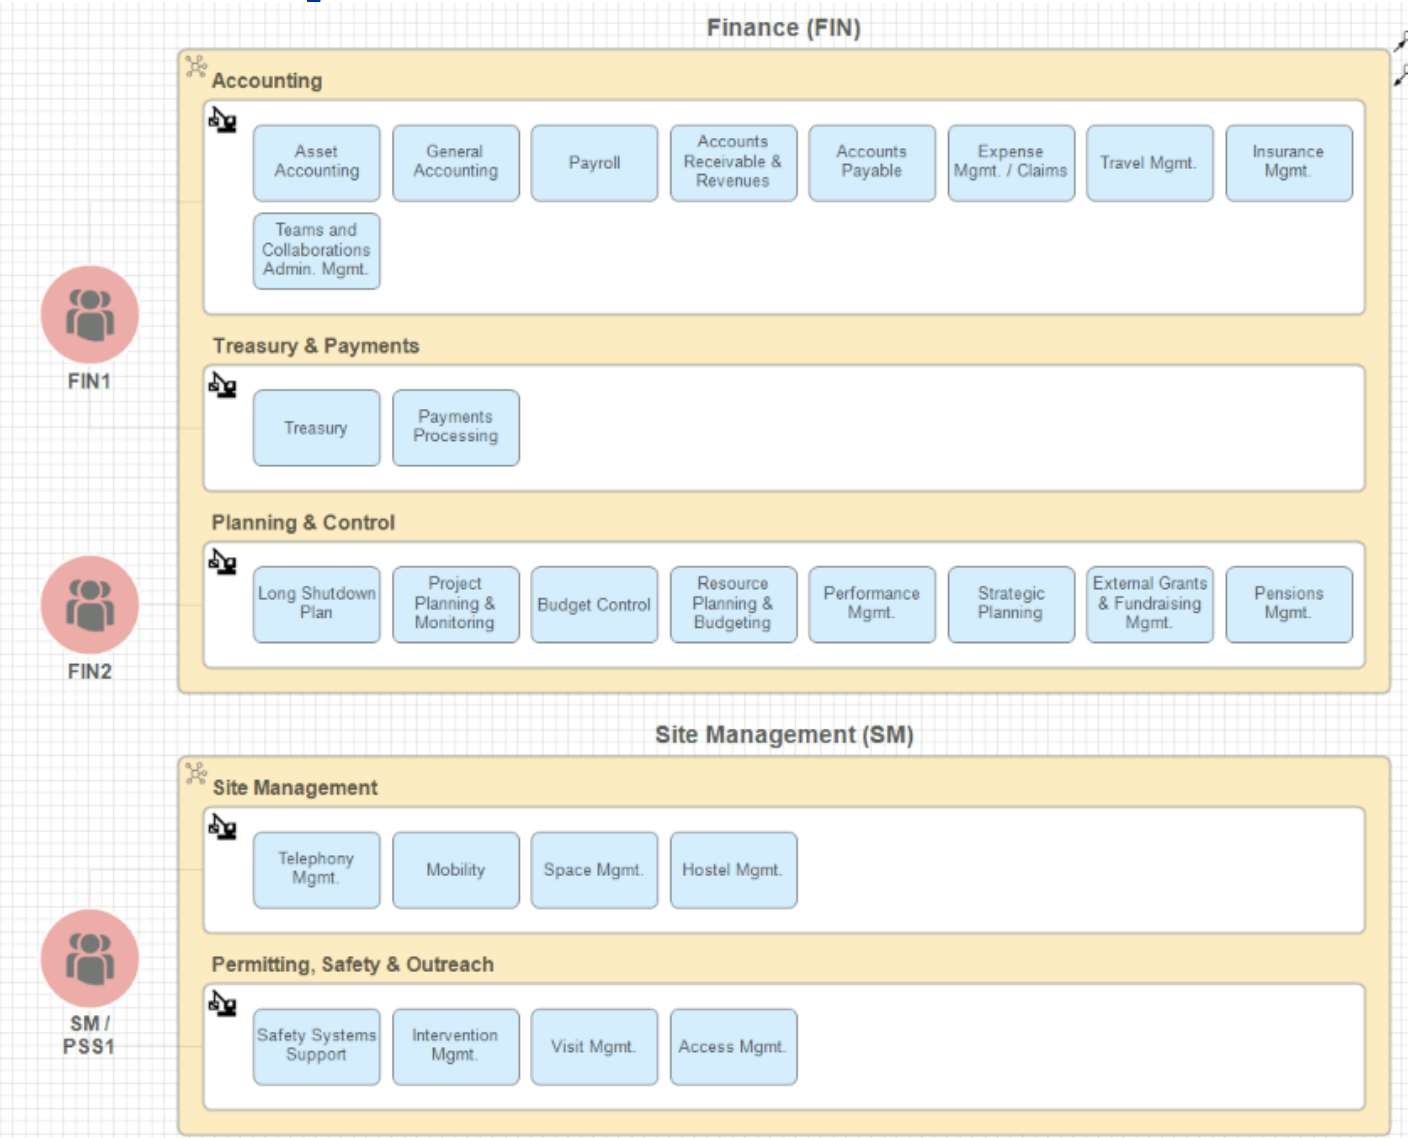 Finance (FIN)
Accounting
Asset
Accounting
General
Accounting
Payroll
Accounts
Receivable &
Revenues
Accounts
Payable
Expense
Mgmt. / Claims
Travel Mgmt.
Insurance
Mgmt.
Teams and
Collaborations
Admin. Mgmt.
FIN1
Treasury & Payments
Treasury
Payments
Processing
Planning & Control
Long Shutdown
Plan
Project
Planning &
Monitoring
Budget Control
Resource
Planning &
Budgeting
Performance
Mgmt.
Strategic
Planning
External Grants
& Fundraising
Mgmt.
Pensions
Mgmt.
FIN2
Site Management (SM)
Site Management
Telephony
Mgmt.
Mobility
Space Mgmt.
Hostel Mgmt.
SM /
PSS1
Permitting, Safety & Outreach
Safety Systems
Support
Intervention
Mgmt.
Visit Mgmt.
Access Mgmt.